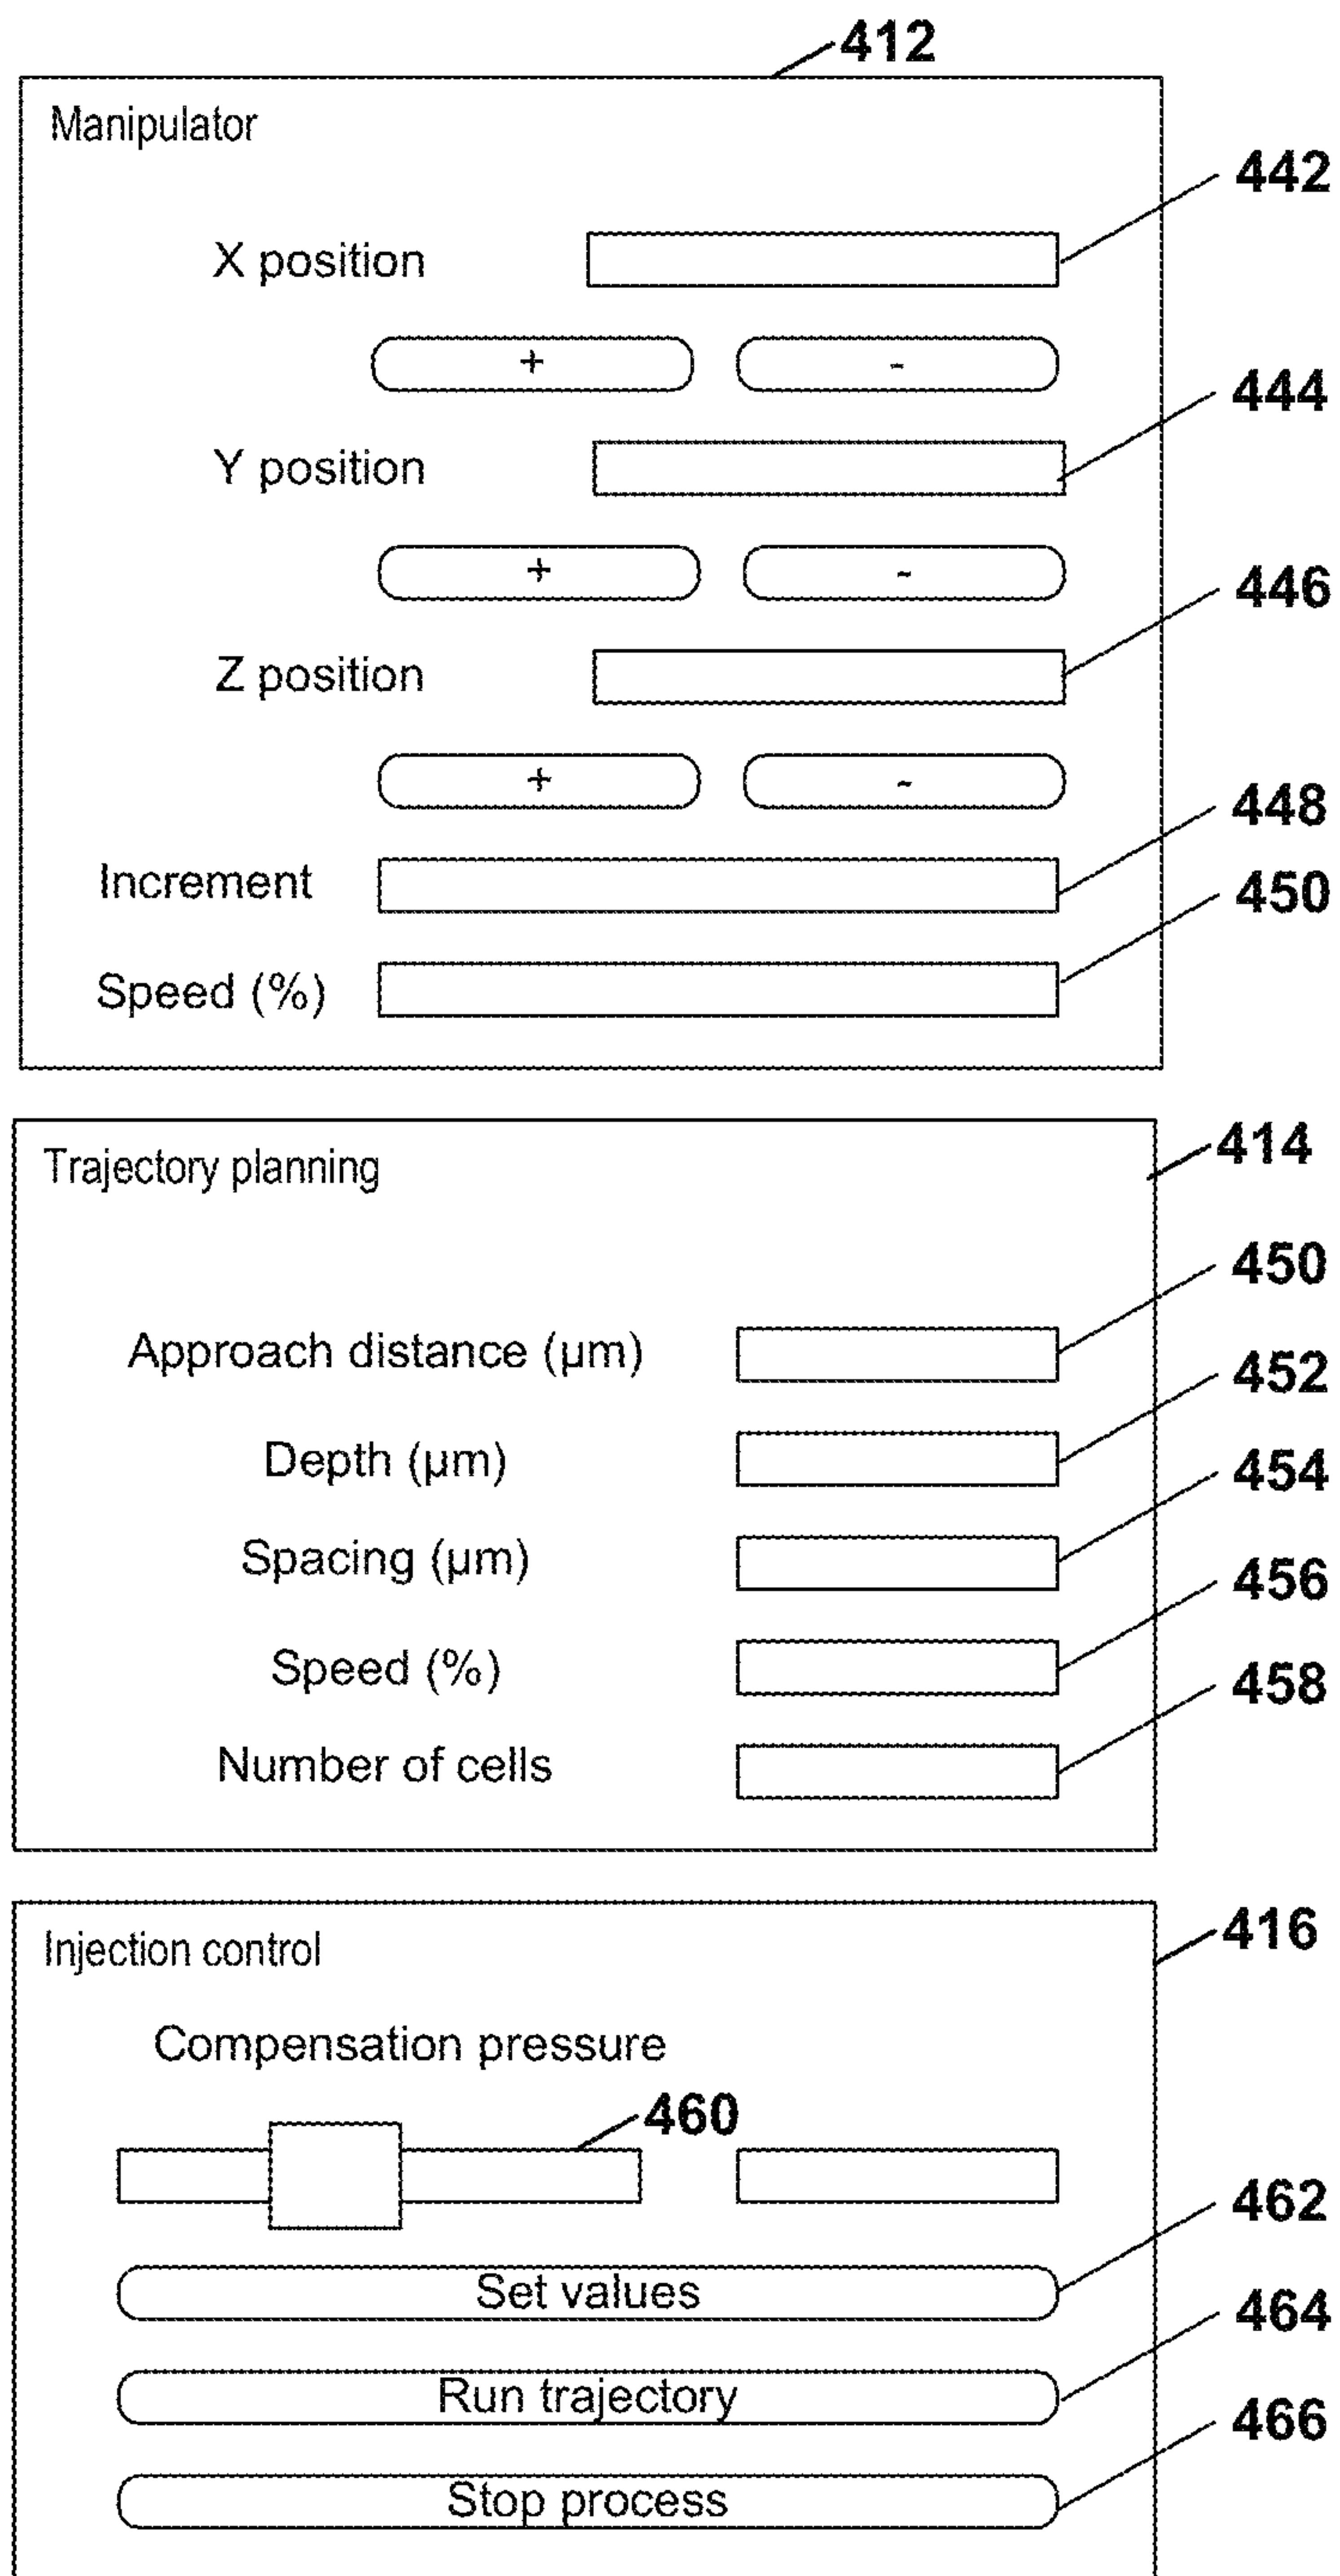 412
Manipulator
442
X position
+ -
444
Y position
+ -
446
Z position
+ -
448
Increment
450
Speed (%)
414
Trajectory planning
450
Approach distance (µm)
452
Depth (µm)
454
Spacing (µm)
456
Speed (%)
458
Number of cells
416
Injection control
Compensation pressure
460
462
Set values
464
Run trajectory
466
Stop process